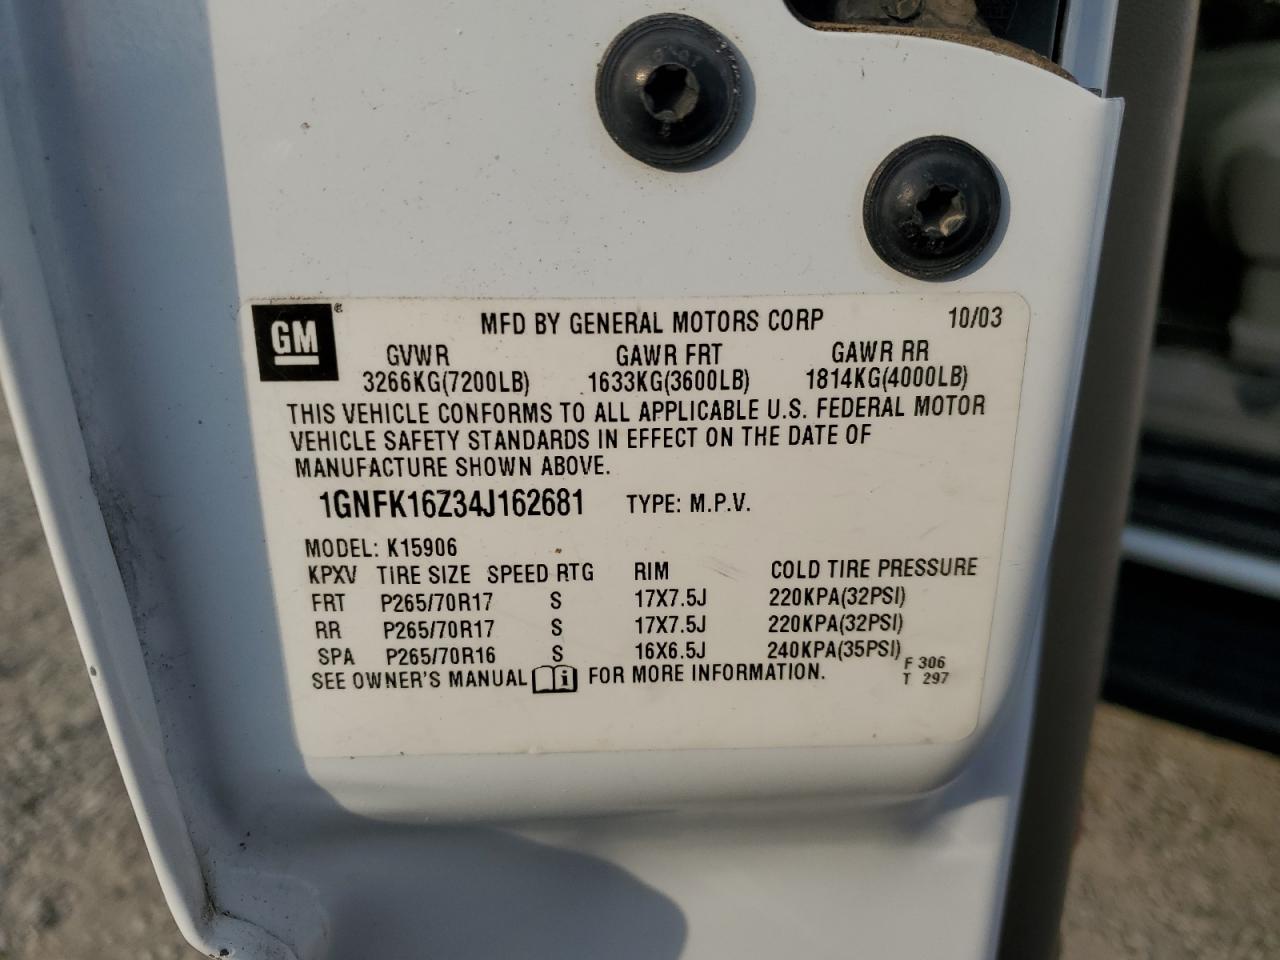 GM ®
MFD BY GENERAL MOTORS CORP 10/03
GVWR GAWR FRT GAWR RR
3266KG(7200LB) 1633KG(3600LB) 1814KG(4000LB)
THIS VEHICLE CONFORMS TO ALL APPLICABLE U.S. FEDERAL MOTOR
VEHICLE SAFETY STANDARDS IN EFFECT ON THE DATE OF
MANUFACTURE SHOWN ABOVE.
1GNFK16Z34J162681 TYPE: M.P.V.
MODEL: K15906
KPXV TIRE SIZE SPEED RTG RIM COLD TIRE PRESSURE
FRT P265/70R17 S 17X7.5J 220KPA(32PSI)
RR P265/70R17 S 17X7.5J 220KPA(32PSI)
SPA P265/70R16 S 16X6.5J 240KPA(35PSI)
SEE OWNER'S MANUAL i FOR MORE INFORMATION.
F 306
T 297